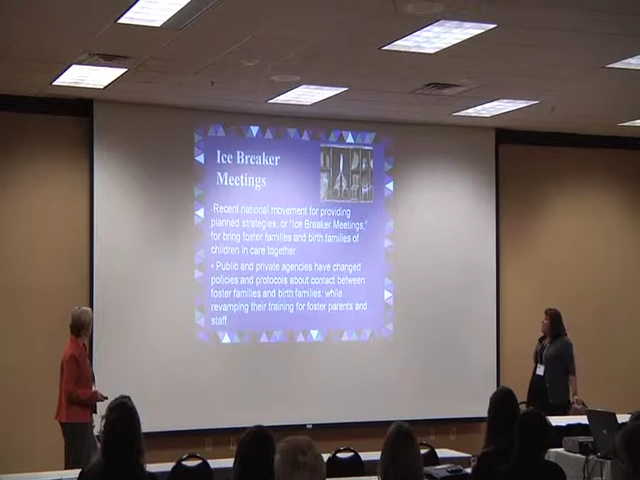 Ice Breaker
Meetings
Recent national movement for providing
planned strategies, or "Ice Breaker Meetings,"
for bring foster families and birth families of
children in care together
• Public and private agencies have changed
policies and protocols about contact between
foster families and birth families; while
revamping their training for foster parents and
staff